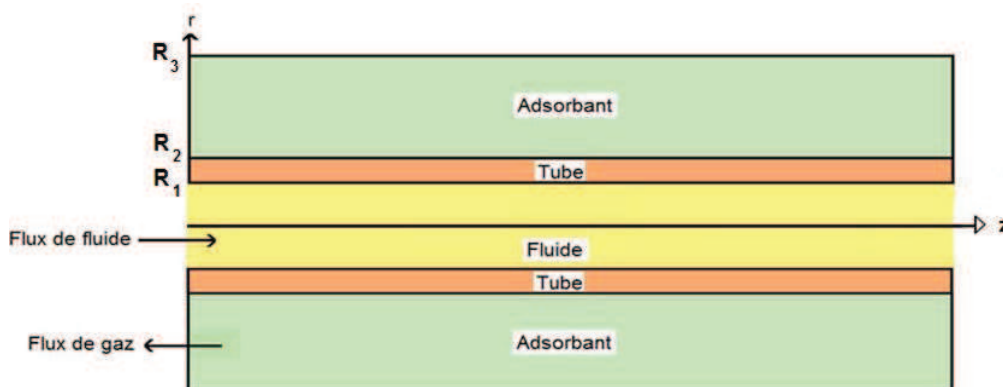 r
R3
Adsorbant
R2
Tube
R1
z
Flux de fluide
Fluide
Tube
Flux de gaz
Adsorbant